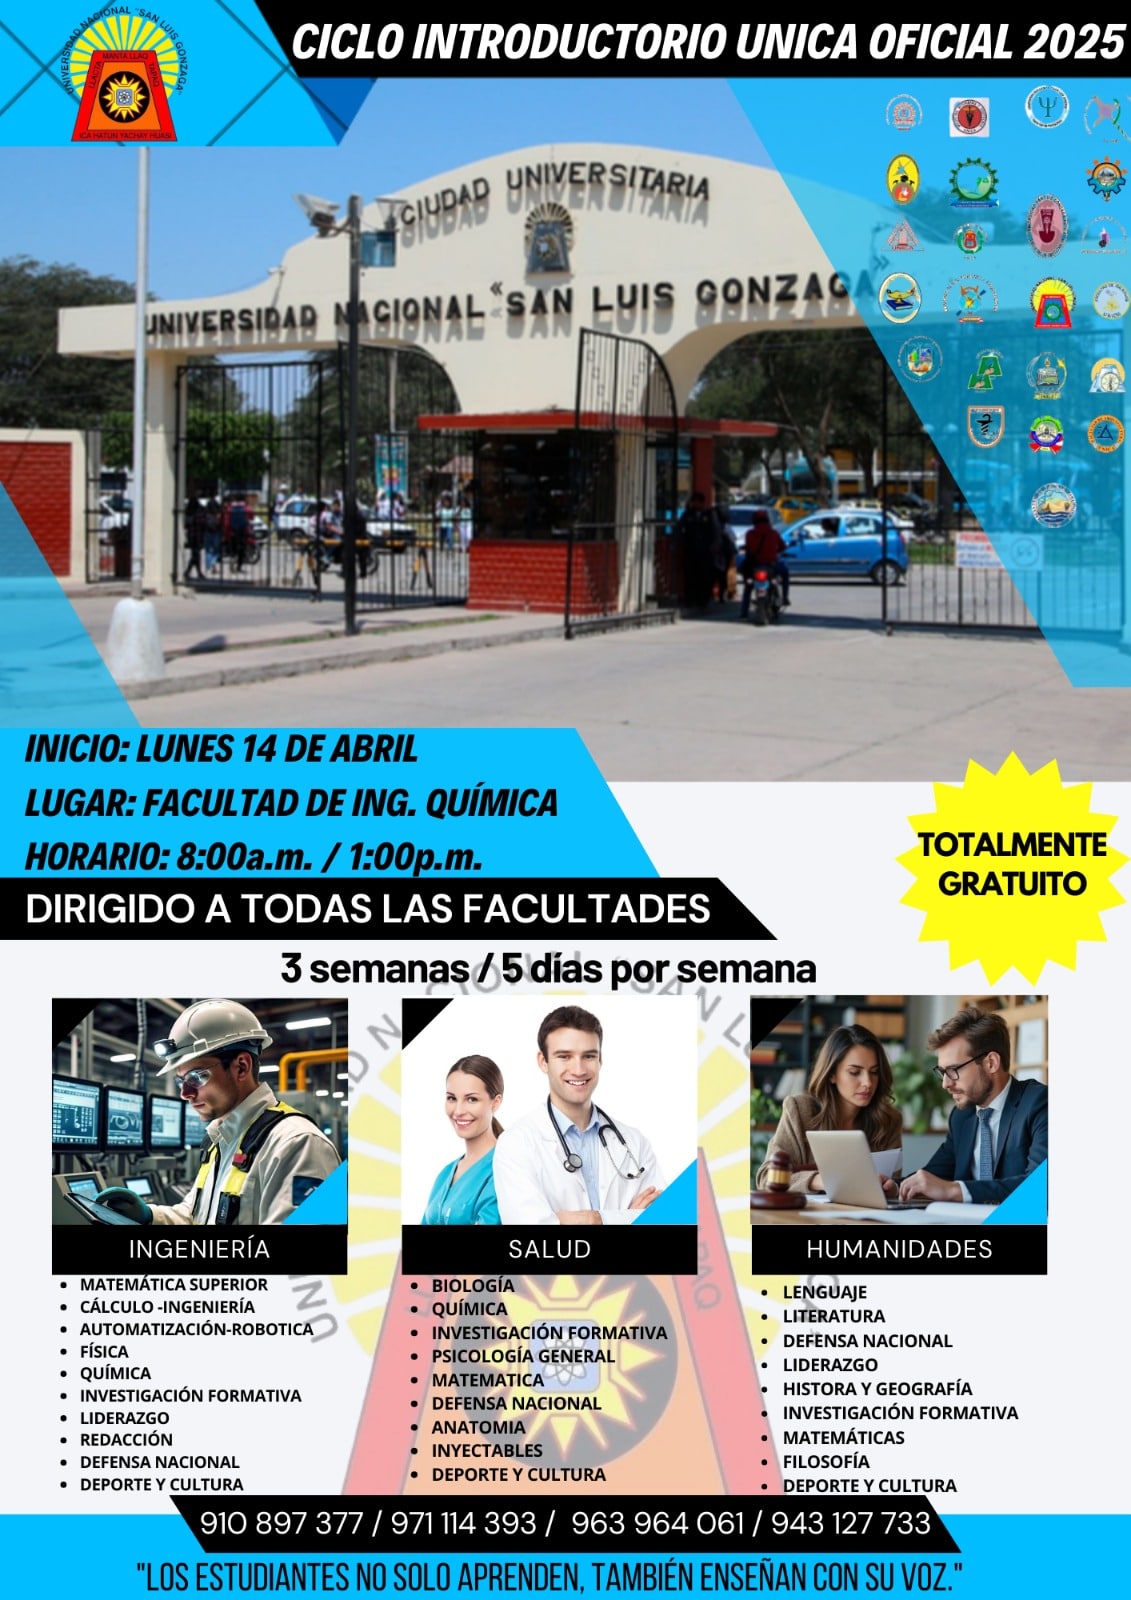 UNIVERSIDAD NACIONAL "SAN LUIS GONZAGA"
MANTA LLAQ
LLACTA
YAPAQ
ICA HATUN YACHAY HUASI
CICLO INTRODUCTORIO UNICA OFICIAL 2025
CIUDAD UNIVERSITARIA
UNIVERSIDAD NACIONAL "SAN LUIS GONZAGA"
INICIO: LUNES 14 DE ABRIL
LUGAR: FACULTAD DE ING. QUÍMICA
HORARIO: 8:00a.m. / 1:00p.m.
TOTALMENTE
GRATUITO
DIRIGIDO A TODAS LAS FACULTADES
3 semanas / 5 días por semana
INGENIERÍA
MATEMÁTICA SUPERIOR
CÁLCULO -INGENIERÍA
AUTOMATIZACIÓN-ROBOTICA
FÍSICA
QUÍMICA
INVESTIGACIÓN FORMATIVA
LIDERAZGO
REDACCIÓN
DEFENSA NACIONAL
DEPORTE Y CULTURA
SALUD
BIOLOGÍA
QUÍMICA
INVESTIGACIÓN FORMATIVA
PSICOLOGÍA GENERAL
MATEMATICA
DEFENSA NACIONAL
ANATOMIA
INYECTABLES
DEPORTE Y CULTURA
HUMANIDADES
LENGUAJE
LITERATURA
DEFENSA NACIONAL
LIDERAZGO
HISTORA Y GEOGRAFÍA
INVESTIGACIÓN FORMATIVA
MATEMÁTICAS
FILOSOFÍA
DEPORTE Y CULTURA
910 897 377 / 971 114 393 / 963 964 061 / 943 127 733
"LOS ESTUDIANTES NO SOLO APRENDEN, TAMBIÉN ENSEÑAN CON SU VOZ."